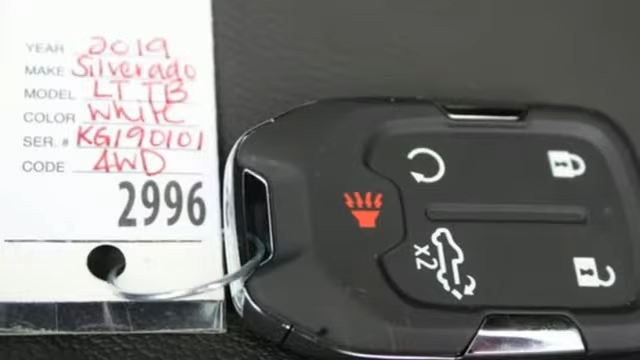 YEAR 2019
MAKE Silverado
MODEL LT TB
COLOR White
SER. # KG190101
CODE 4WD
2996
x2